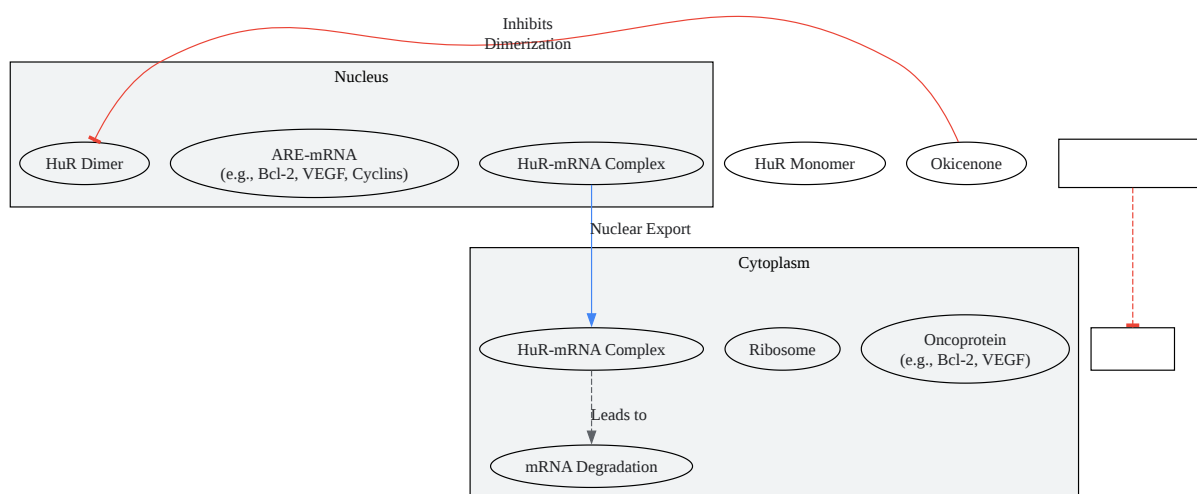 Inhibits
Dimerization
Nucleus
HuR Dimer
ARE-mRNA
(e.g., Bcl-2, VEGF, Cyclins)
HuR-mRNA Complex
HuR Monomer
Okicenone
Nuclear Export
Cytoplasm
HuR-mRNA Complex
Ribosome
Oncoprotein
(e.g., Bcl-2, VEGF)
Leads to
mRNA Degradation